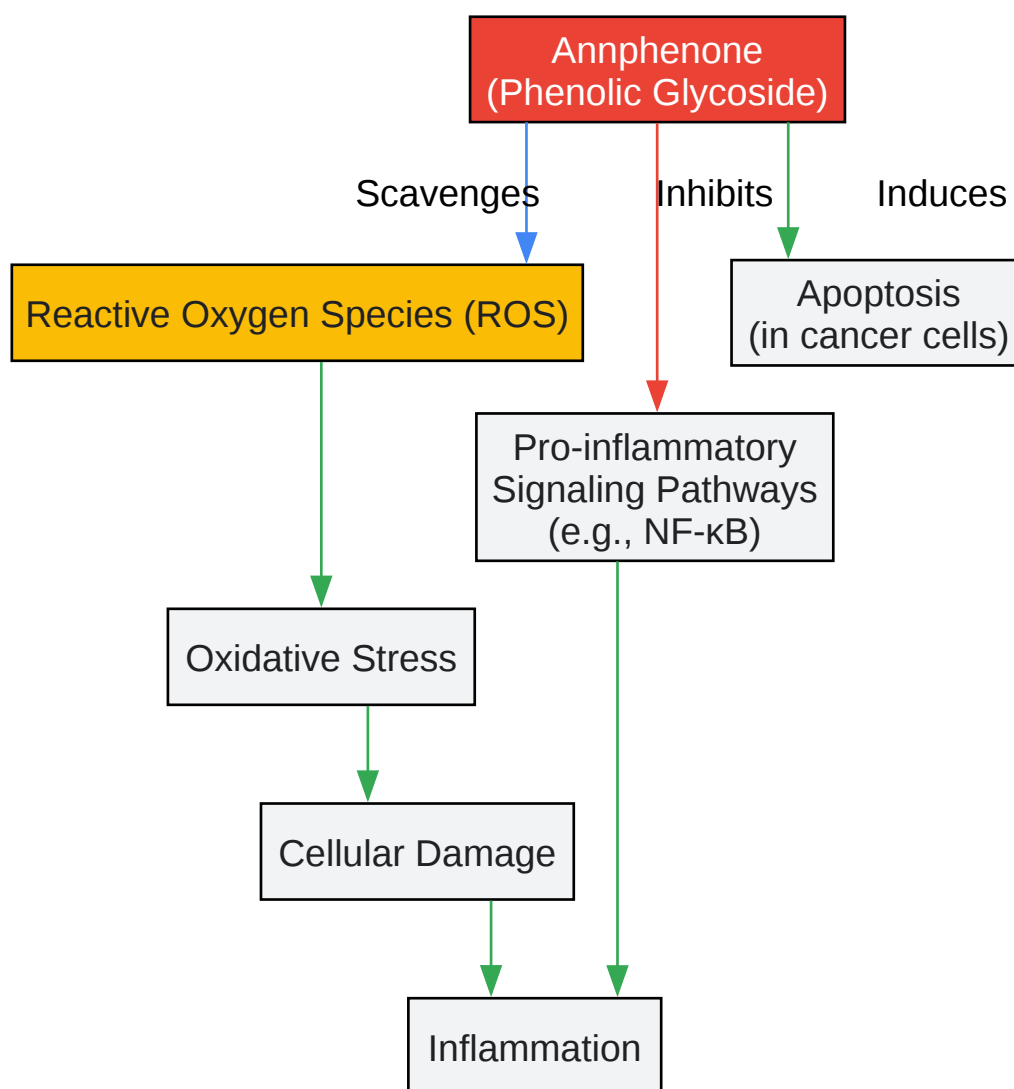 Annphenone
(Phenolic Glycoside)
Scavenges
Inhibits
Induces
Reactive Oxygen Species (ROS)
Apoptosis
(in cancer cells)
Pro-inflammatory
Signaling Pathways
(e.g., NF-κB)
Oxidative Stress
Cellular Damage
Inflammation